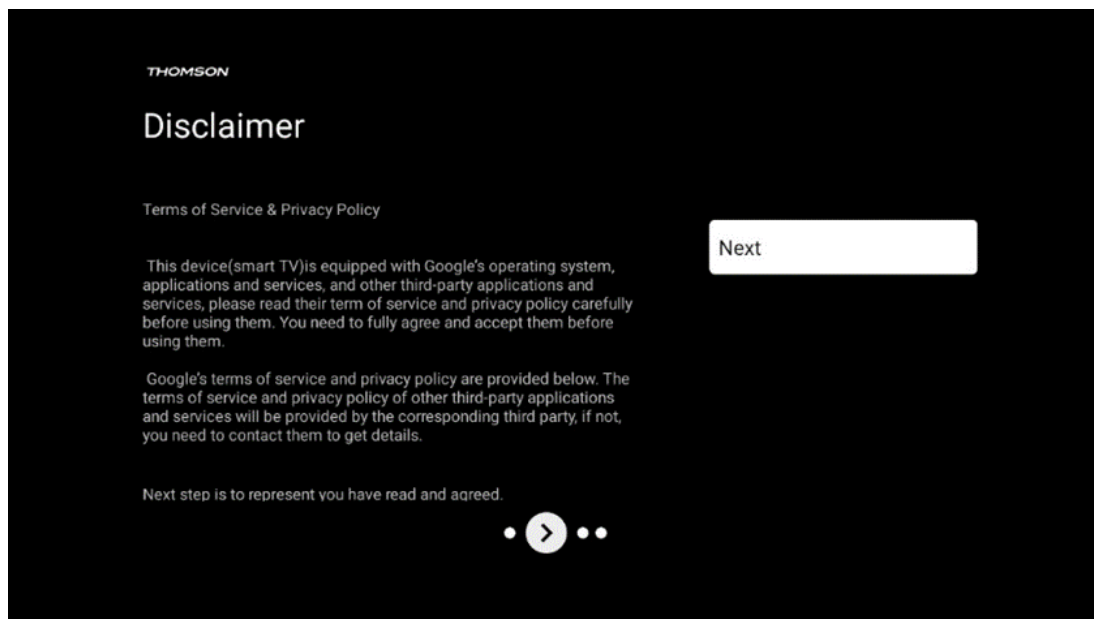 THOMSON
Disclaimer
Terms of Service & Privacy Policy
This device(smart TV)is equipped with Google's operating system,
applications and services, and other third-party applications and
services, please read their term of service and privacy policy carefully
before using them. You need to fully agree and accept them before
using them.
Google's terms of service and privacy policy are provided below. The
terms of service and privacy policy of other third-party applications
and services will be provided by the corresponding third party, if not,
you need to contact them to get details.
Next step is to represent you have read and agreed.
Next